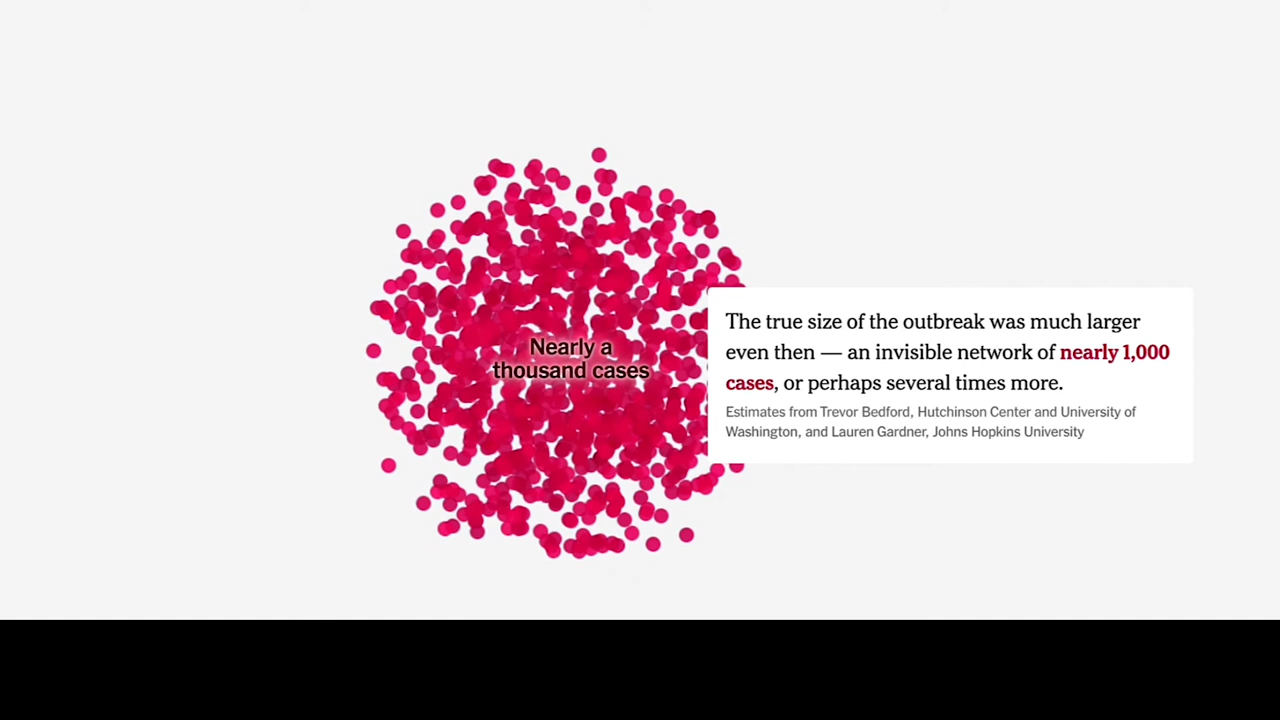 Nearly a
thousand cases
The true size of the outbreak was much larger
even then — an invisible network of nearly 1,000
cases, or perhaps several times more.
Estimates from Trevor Bedford, Hutchinson Center and University of
Washington, and Lauren Gardner, Johns Hopkins University